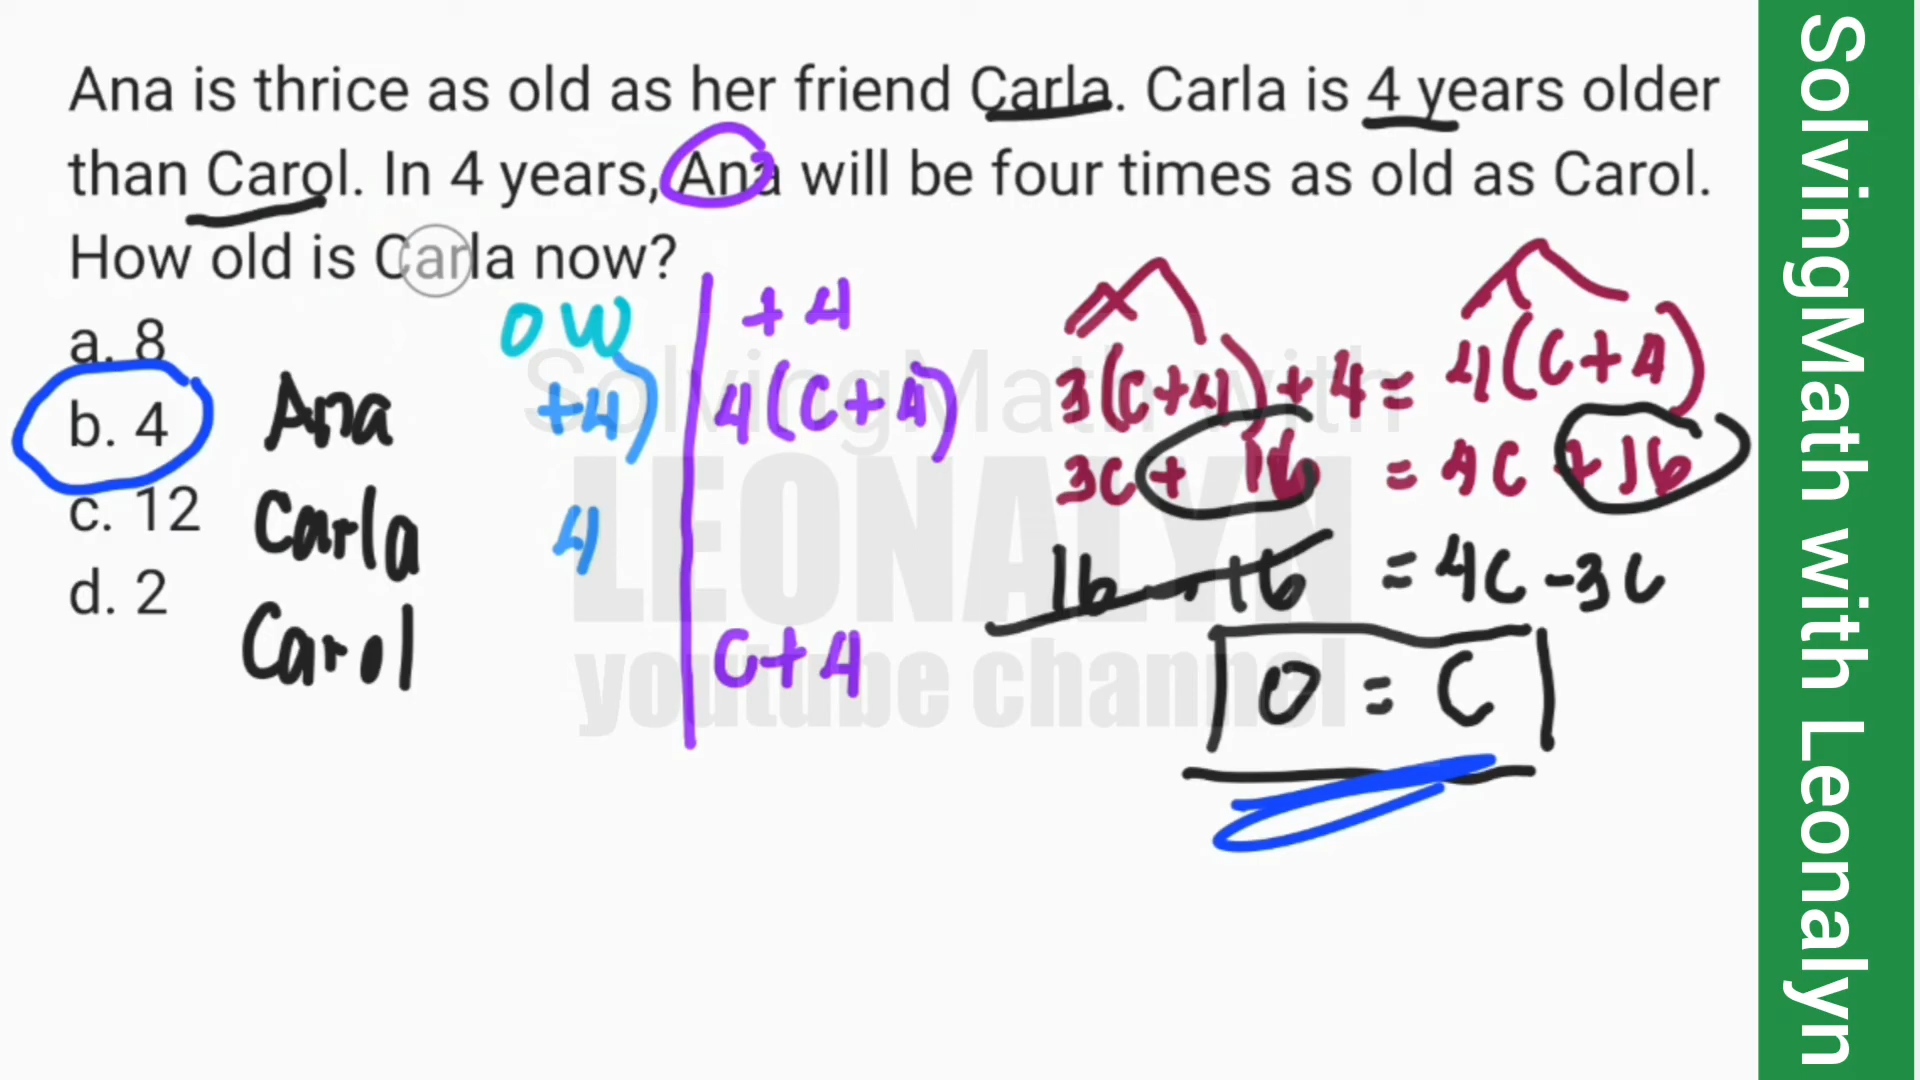 Ana is thrice as old as her friend Carla. Carla is 4 years older
than Carol. In 4 years, Ana will be four times as old as Carol.
How old is Carla now?
a. 8
b. 4
c. 12
d. 2
ow
+4)
4
Ana
Carla
Carol
+4
4(C+4)
C+4
3(C+4)+4=4(C+4)
3C+16=4C+16
16-16=4C-3C
0=C
SolvingMath with
LEONALYN
youtube channel
SolvingMath with Leonalyn